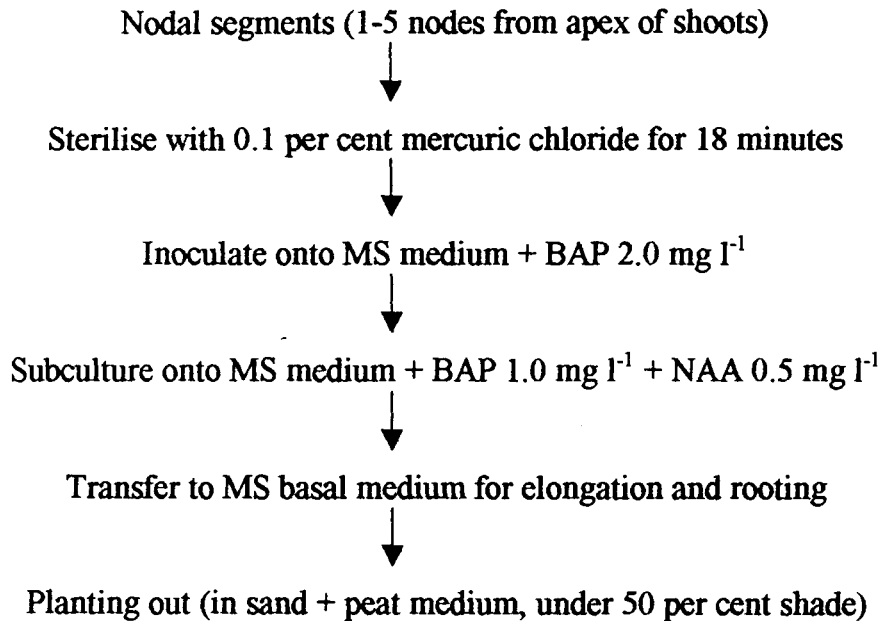 Nodal segments (1-5 nodes from apex of shoots)
Sterilise with 0.1 per cent mercuric chloride for 18 minutes
Inoculate onto MS medium + BAP 2.0 mg l⁻¹
Subculture onto MS medium + BAP 1.0 mg l⁻¹ + NAA 0.5 mg l⁻¹
Transfer to MS basal medium for elongation and rooting
Planting out (in sand + peat medium, under 50 per cent shade)